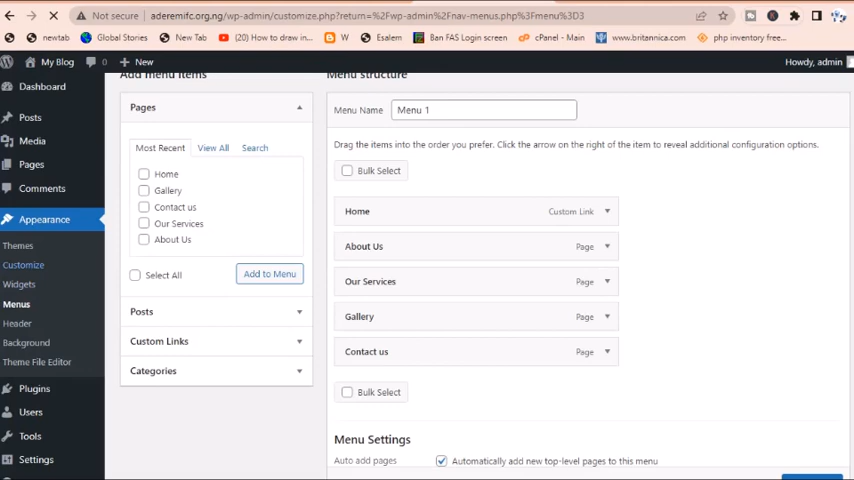 Not secure
aderemifc.org.ng/wp-admin/customize.php?return=%2Fwp-admin%2Fnav-menus.php%3Fmenu%3D3
down
Global Stories
New Tab
(20) How to draw in...
W
Esalem
Ban FAS Login screen
cPanel - Main
www.britannica.com
php inventory free...
My Blog
0
New
Howdy, admin
Dashboard
Posts
Media
Pages
Comments
Appearance
Themes
Customize
Widgets
Menus
Header
Background
Theme File Editor
Plugins
Users
Tools
Settings
Add menu items
Pages
Most Recent
View All
Search
Home
Gallery
Contact us
Our Services
About Us
Select All
Add to Menu
Posts
Custom Links
Categories
Menu structure
Menu Name
Menu 1
Drag the items into the order you prefer. Click the arrow on the right of the item to reveal additional configuration options.
Bulk Select
Home
Custom Link
About Us
Page
Our Services
Page
Gallery
Page
Contact us
Page
Bulk Select
Menu Settings
Auto add pages
Automatically add new top-level pages to this menu